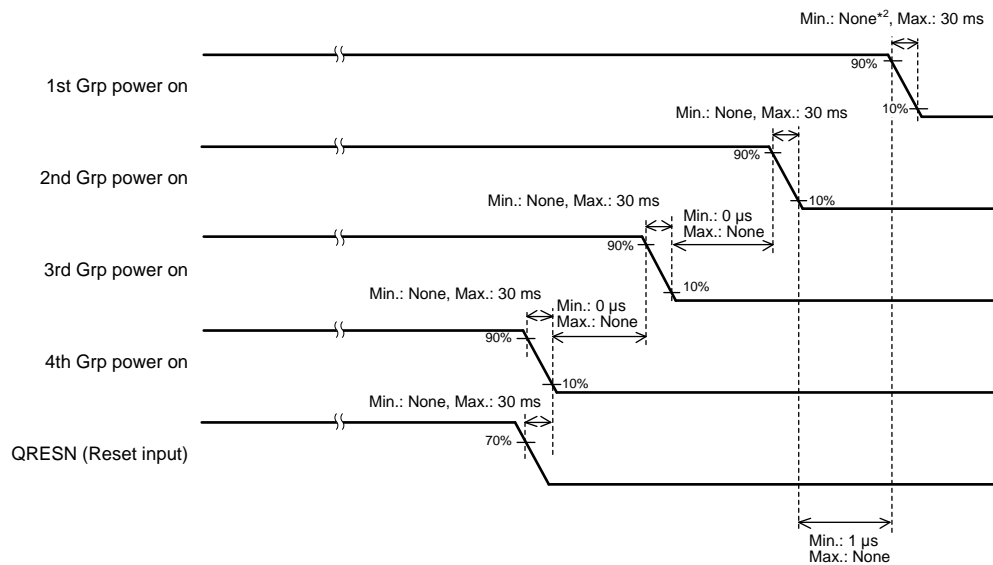 Min.: None*2, Max.: 30 ms
90%
1st Grp power on
10%
Min.: None, Max.: 30 ms
90%
2nd Grp power on
10%
Min.: None, Max.: 30 ms
Min.: 0 µs
Max.: None
90%
3rd Grp power on
10%
Min.: None, Max.: 30 ms
Min.: 0 µs
Max.: None
90%
4th Grp power on
10%
Min.: None, Max.: 30 ms
70%
QRESN (Reset input)
Min.: 1 µs
Max.: None